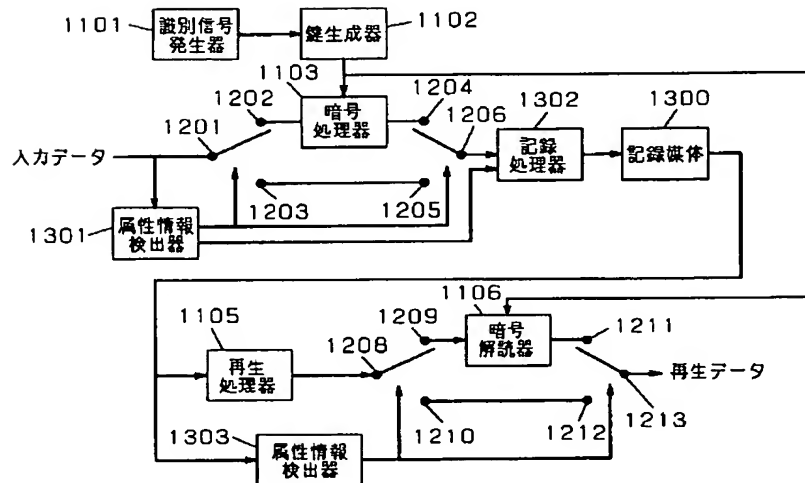 1101
識別信号
発生器
鍵生成器
1102
1103
暗号
処理器
1202
1204
1201
1206
1302
記録
処理器
1300
記録媒体
入力データ
1203
1205
1301
属性情報
検出器
1106
暗号
解読器
1209
1211
1105
再生
処理器
1208
再生データ
1213
1210
1212
1303
属性情報
検出器